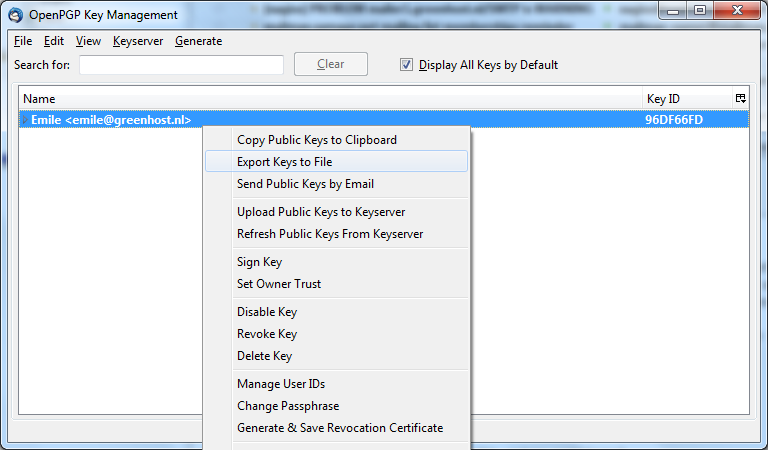 OpenPGP Key Management
File Edit View Keyserver Generate
Search for: Clear Display All Keys by Default
Name Key ID
Emile <emile@greenhost.nl> 96DF66FD
Copy Public Keys to Clipboard
Export Keys to File
Send Public Keys by Email
Upload Public Keys to Keyserver
Refresh Public Keys From Keyserver
Sign Key
Set Owner Trust
Disable Key
Revoke Key
Delete Key
Manage User IDs
Change Passphrase
Generate & Save Revocation Certificate